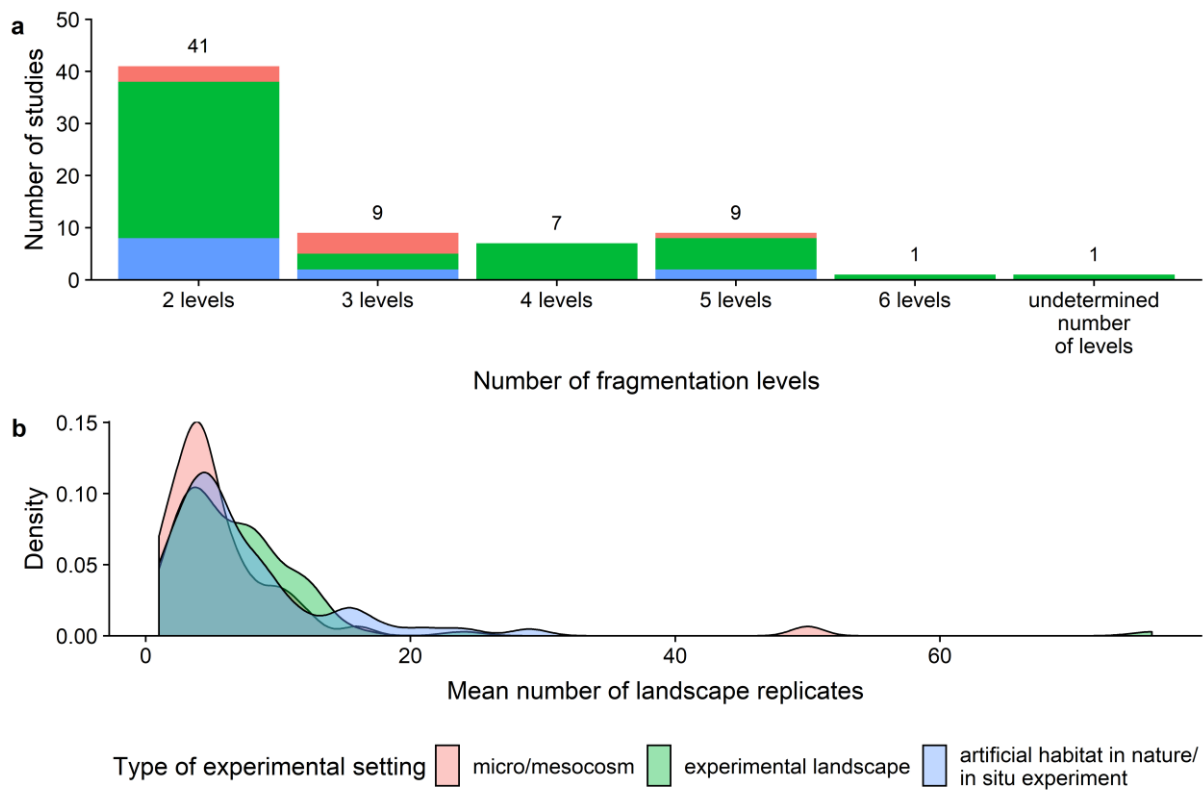 a
50
40
30
20
10
0
Number of studies
41
9
7
9
1
1
2 levels
3 levels
4 levels
5 levels
6 levels
undetermined
number
of levels
Number of fragmentation levels
b
0.15
0.10
0.05
0.00
Density
0
20
40
60
Mean number of landscape replicates
Type of experimental setting
micro/mesocosm
experimental landscape
artificial habitat in nature/
in situ experiment